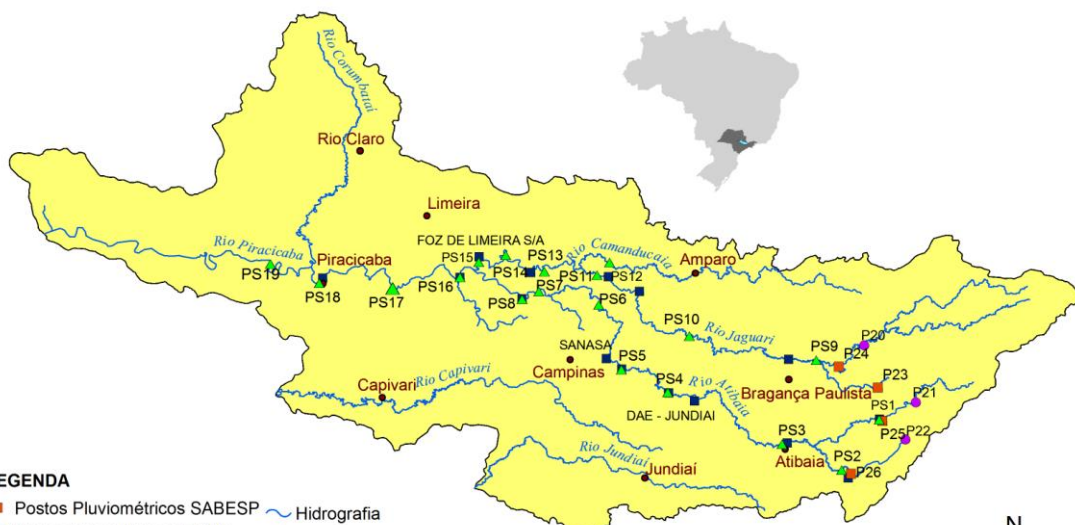 Rio Corumbataí
Rio Claro
Limeira
FOZ DE LIMEIRA S/A
Rio Camanducaia
Rio Piracicaba
Piracicaba
PS19
PS18
PS17
PS16
PS15
PS14
PS13
PS11
PS12
Amparo
PS8
PS7
PS6
PS10
Rio Jaguari
P20
PS9
P24
SANASA
Campinas
PS5
P23
Bragança Paulista
Capivari
Rio Capivari
PS4
Rio Atibaia
P21
DAE - JUNDIAI
PS1
P25
P22
PS3
Atibaia
PS2
P26
Rio Jundiaí
Jundiaí
EGENDA
Postos Pluviométricos SABESP
Hidrografia
N